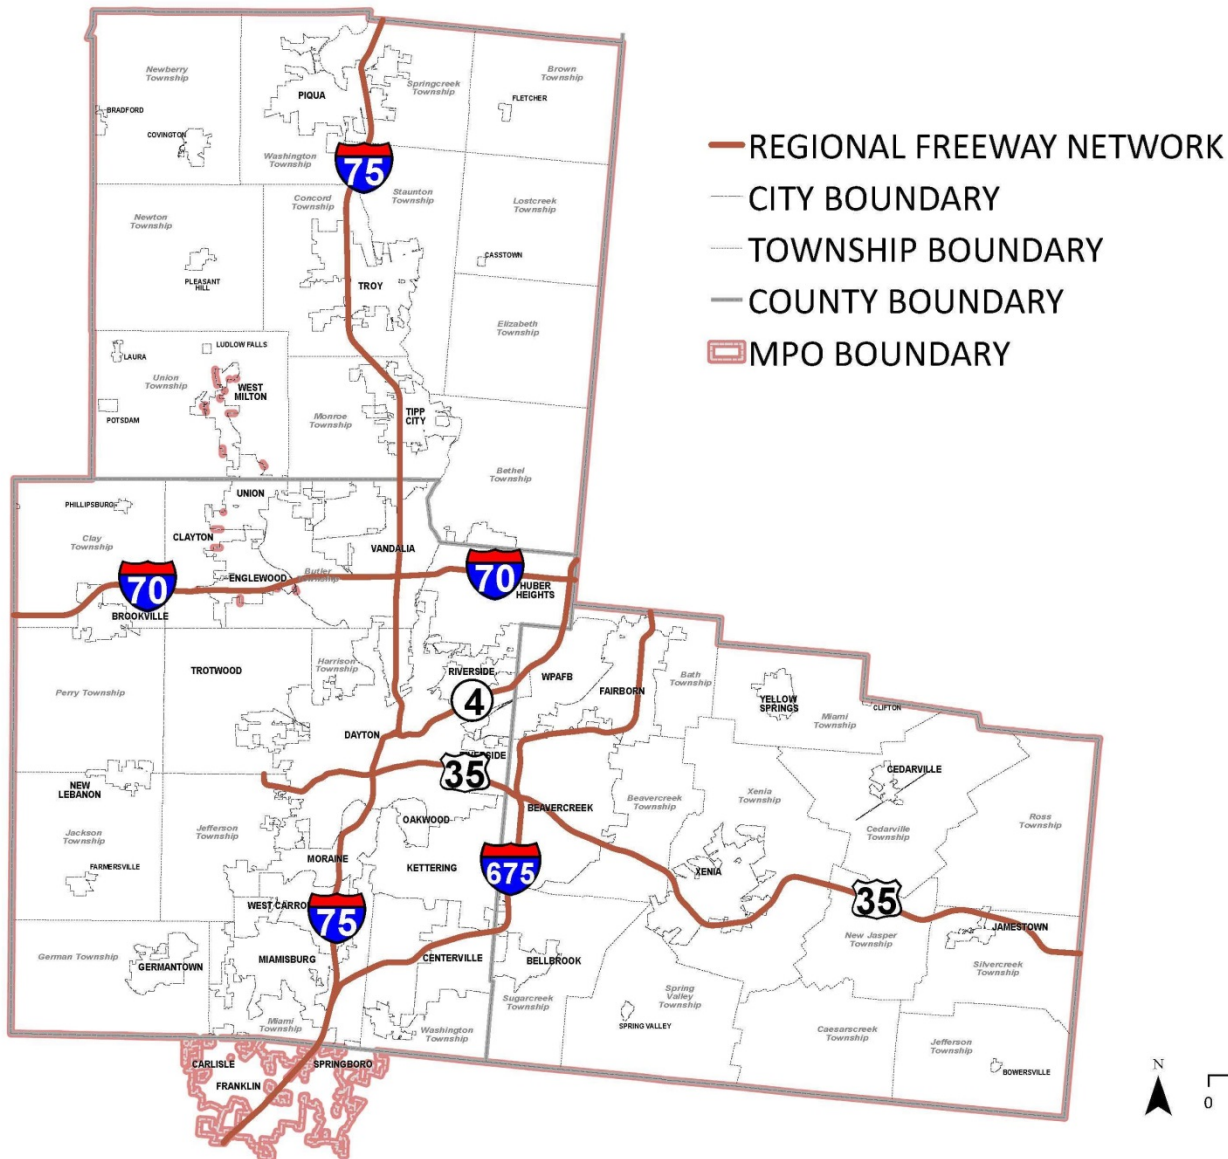 REGIONAL FREEWAY NETWORK
CITY BOUNDARY
TOWNSHIP BOUNDARY
COUNTY BOUNDARY
MPO BOUNDARY
Newberry
Township
BRADFORD
COVINGTON
PIQUA
Washington
Township
Springcreek
Township
Brown
Township
FLETCHER
75
Newton
Township
PLEASANT
HILL
Concord
Township
Staunton
Township
Lostcreek
Township
CASSTOWN
TROY
Elizabeth
Township
LAURA
LUDLOW FALLS
Union
Township
WEST
MILTON
POTSDAM
Monroe
Township
TIPP
CITY
Bethel
Township
PHILLIPSBURG
UNION
Clay
Township
CLAYTON
VANDALIA
70
ENGLEWOOD
Butler
Township
70
HUBER
HEIGHTS
BROOKVILLE
TROTWOOD
Harrison
Township
Perry Township
RIVERSIDE
4
WPAFB
FAIRBORN
Bath
Township
YELLOW
SPRINGS
Miami
Township
CLIFTON
DAYTON
RIVERSIDE
35
NEW
LEBANON
BEAVERCREEK
Beavercreek
Township
Xenia
Township
CEDARVILLE
Cedarville
Township
Ross
Township
Jackson
Township
Jefferson
Township
OAKWOOD
FARMERSVILLE
MORAINE
KETTERING
675
XENIA
WEST CARRO
75
35
JAMESTOWN
New Jasper
Township
Silvercreek
Township
German Township
GERMANTOWN
MIAMISBURG
CENTERVILLE
BELLBROOK
Sugarcreek
Township
Spring
Valley
Township
SPRING VALLEY
Miami
Township
Washington
Township
Caesarscreek
Township
Jefferson
Township
BOWERSVILLE
CARLISLE
SPRINGBORO
FRANKLIN
N
0